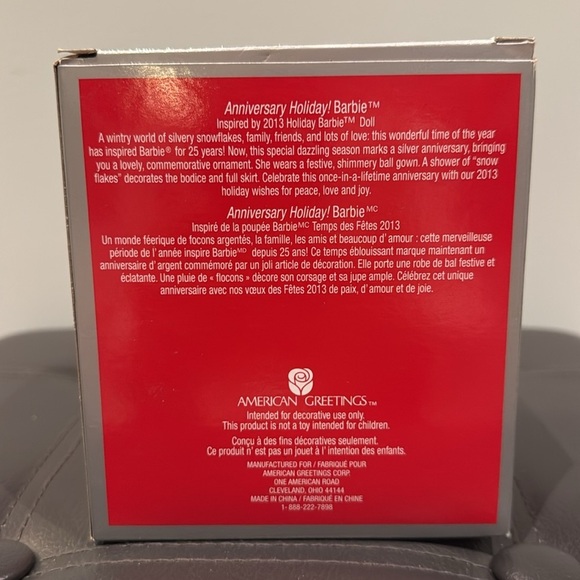 Anniversary Holiday! Barbie™
Inspired by 2013 Holiday Barbie™ Doll
A wintry world of silvery snowflakes, family, friends, and lots of love: this wonderful time of the year
has inspired Barbie® for 25 years! Now, this special dazzling season marks a silver anniversary, bringing
you a lovely, commemorative ornament. She wears a festive, shimmery ball gown. A shower of "snow
flakes" decorates the bodice and full skirt. Celebrate this once-in-a-lifetime anniversary with our 2013
holiday wishes for peace, love and joy.
Anniversary Holiday! Barbie MC
Inspiré de la poupée Barbie MC Temps des Fêtes 2013
Un monde féerique de focons argentés, la famille, les amis et beaucoup d'amour : cette merveilleuse
période de l'année inspire Barbie MD depuis 25 ans! Ce temps éblouissant marque maintenant un
anniversaire d'argent commémoré par un joli article de décoration. Elle porte une robe de bal festive et
éclatante. Une pluie de « flocons » décore son corsage et sa jupe ample. Célébrez cet unique
anniversaire avec nos vœux des Fêtes 2013 de paix, d'amour et de joie.
AMERICAN GREETINGS™
Intended for decorative use only.
This product is not a toy intended for children.
Conçu à des fins décoratives seulement.
Ce produit n' est pas un jouet à l' intention des enfants.
MANUFACTURED FOR / FABRIQUÉ POUR
AMERICAN GREETINGS CORP.
ONE AMERICAN ROAD
CLEVELAND, OHIO 44144
MADE IN CHINA / FABRIQUÉ EN CHINE
1- 888-222-7898